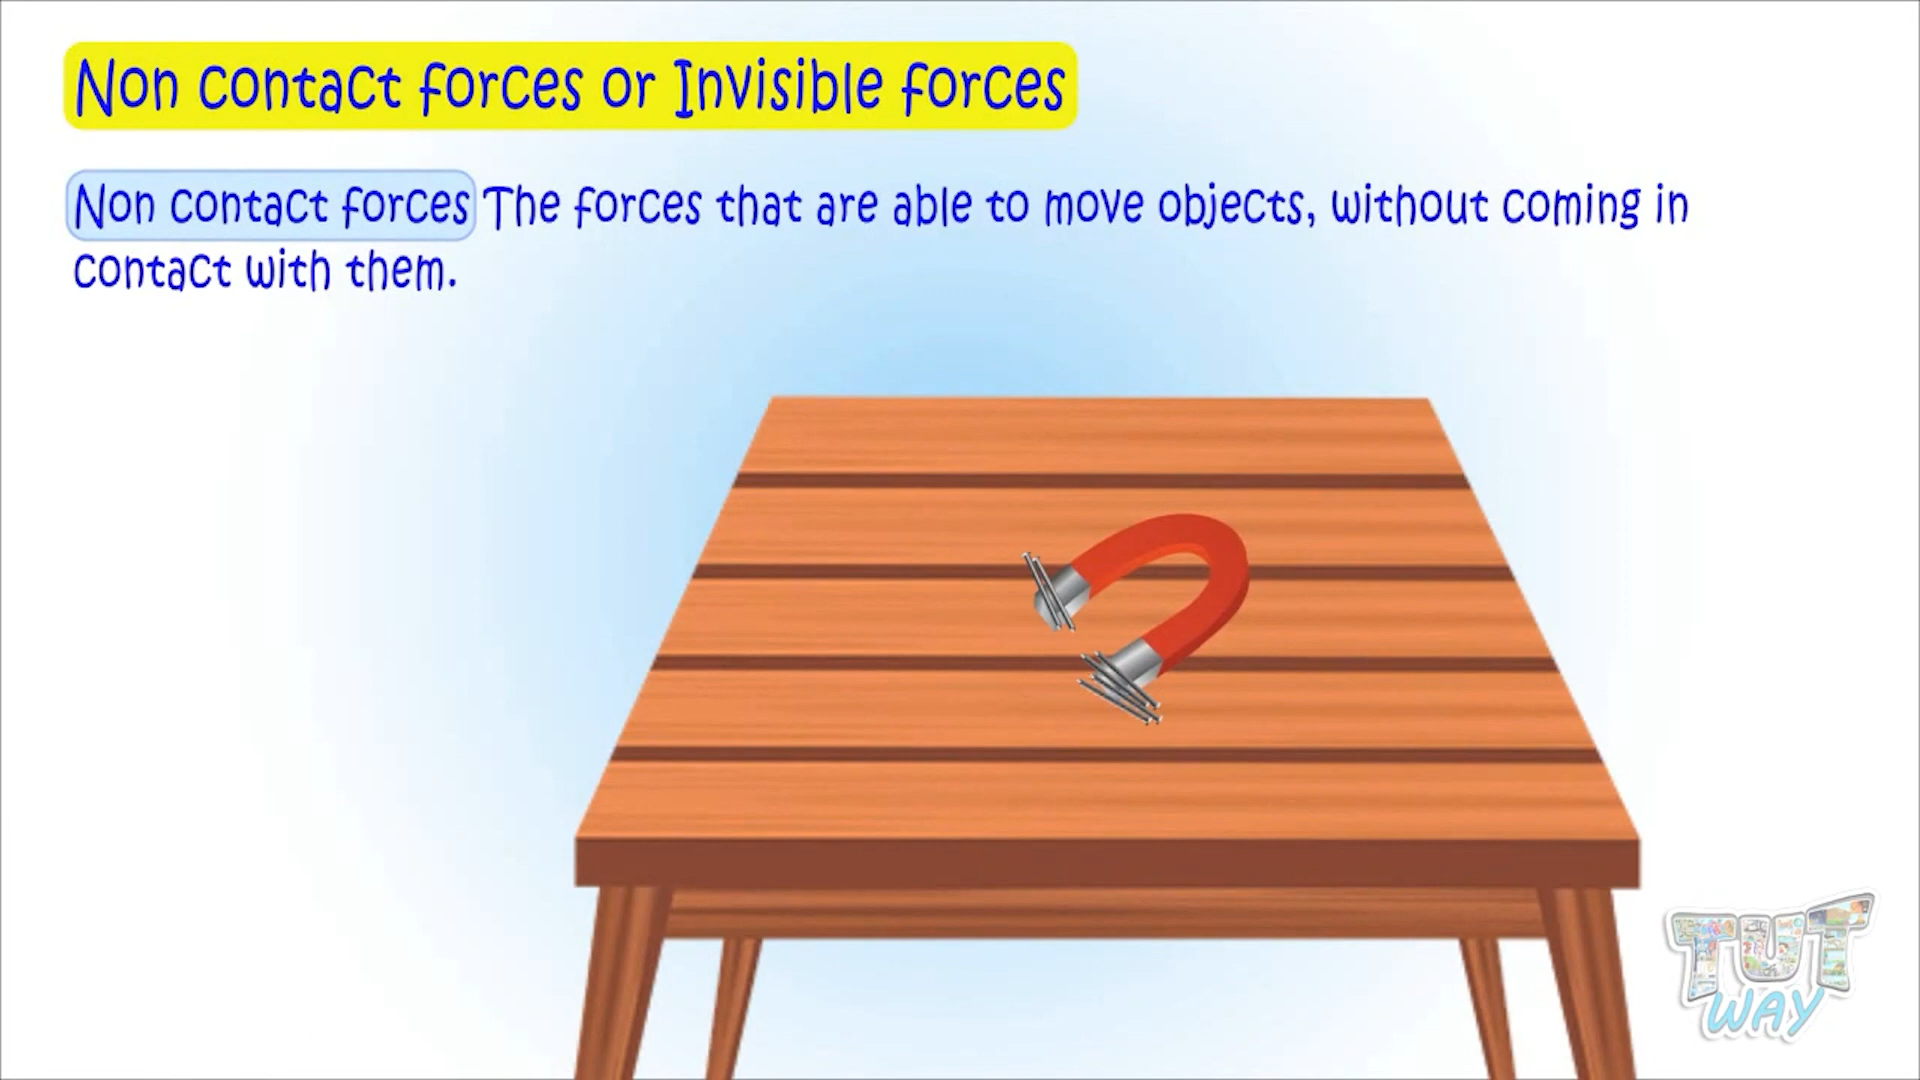 Non contact forces or Invisible forces
Non contact forces The forces that are able to move objects, without coming in
contact with them.
TUT
WAY